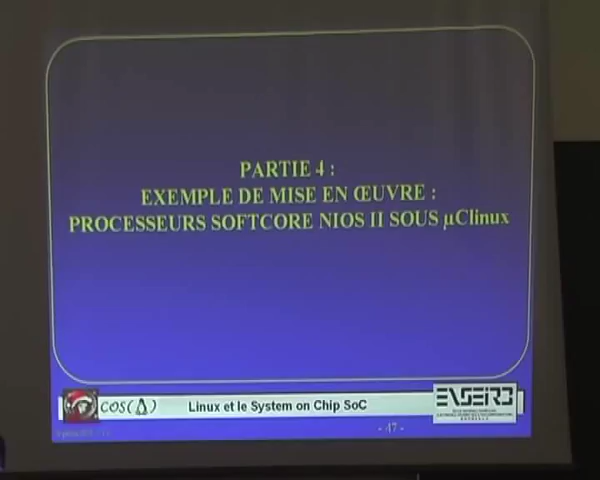 PARTIE 4 :
EXEMPLE DE MISE EN ŒUVRE :
PROCESSEURS SOFTCORE NIOS II SOUS µClinux
COS( )
Linux et le System on Chip SoC
ENSEIRB
- 47 -